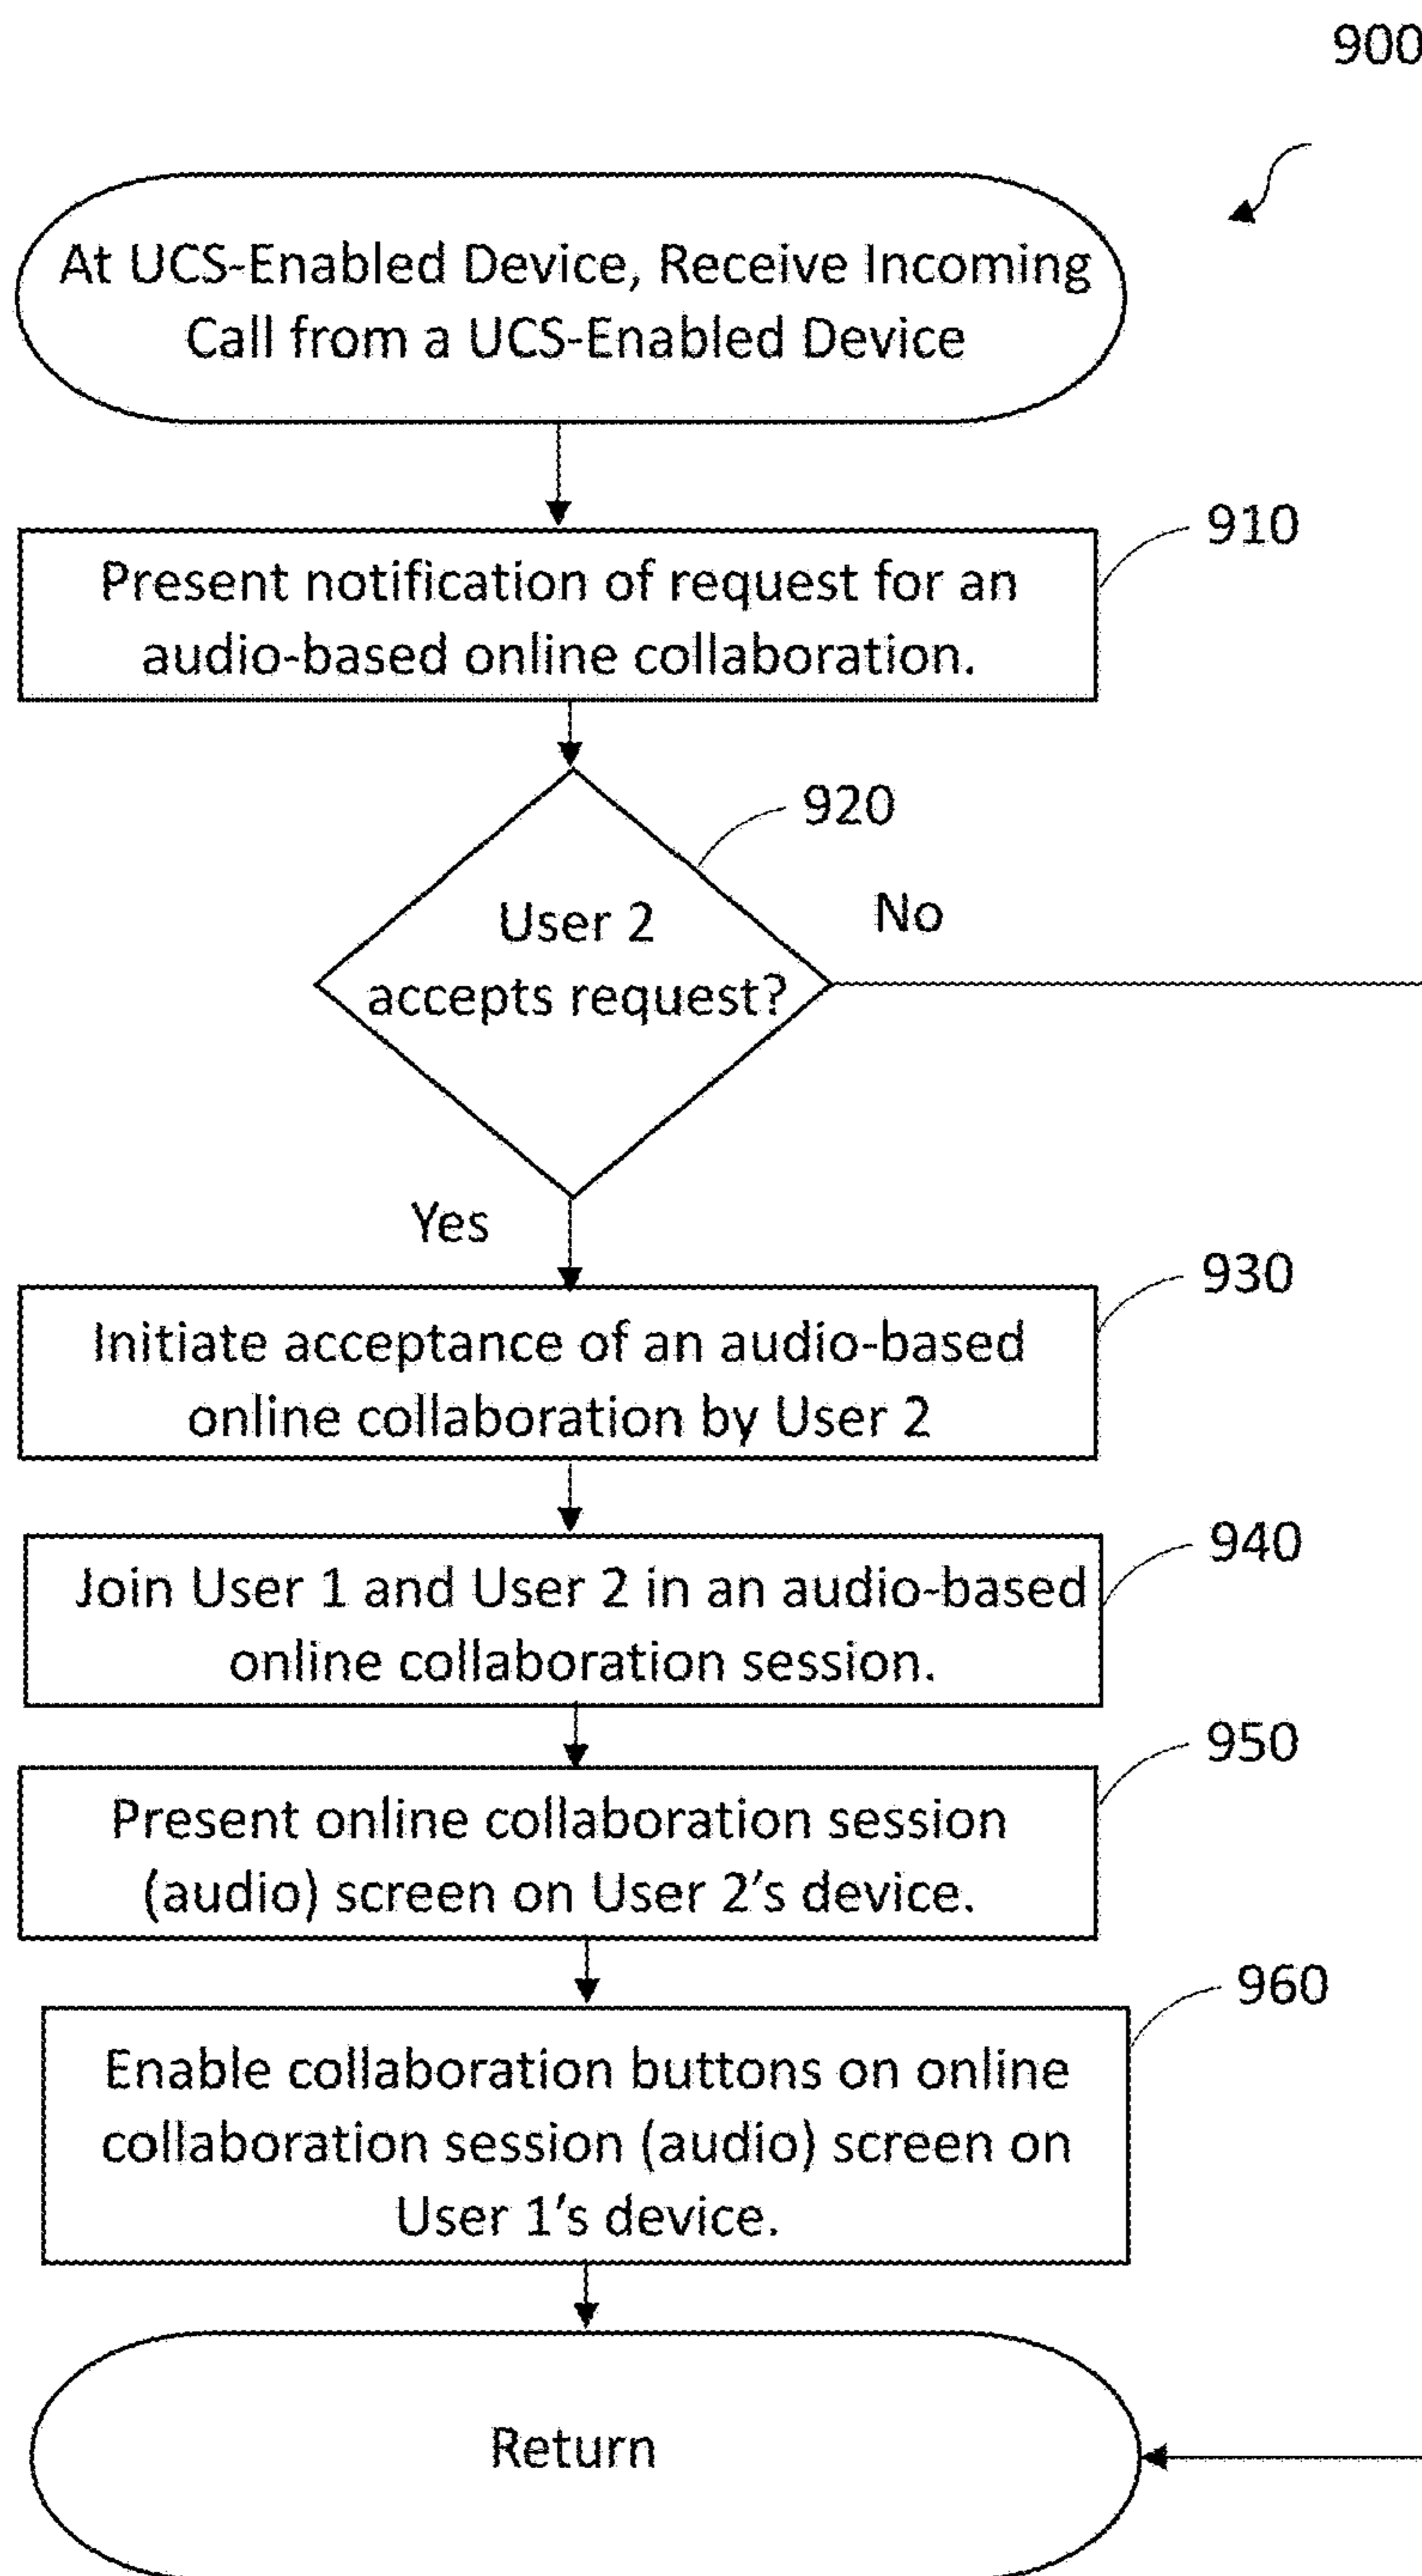 900
At UCS-Enabled Device, Receive Incoming
Call from a UCS-Enabled Device
910
Present notification of request for an
audio-based online collaboration.
920
User 2
accepts request?
No
Yes
930
Initiate acceptance of an audio-based
online collaboration by User 2
940
Join User 1 and User 2 in an audio-based
online collaboration session.
950
Present online collaboration session
(audio) screen on User 2’s device.
960
Enable collaboration buttons on online
collaboration session (audio) screen on
User 1’s device.
Return